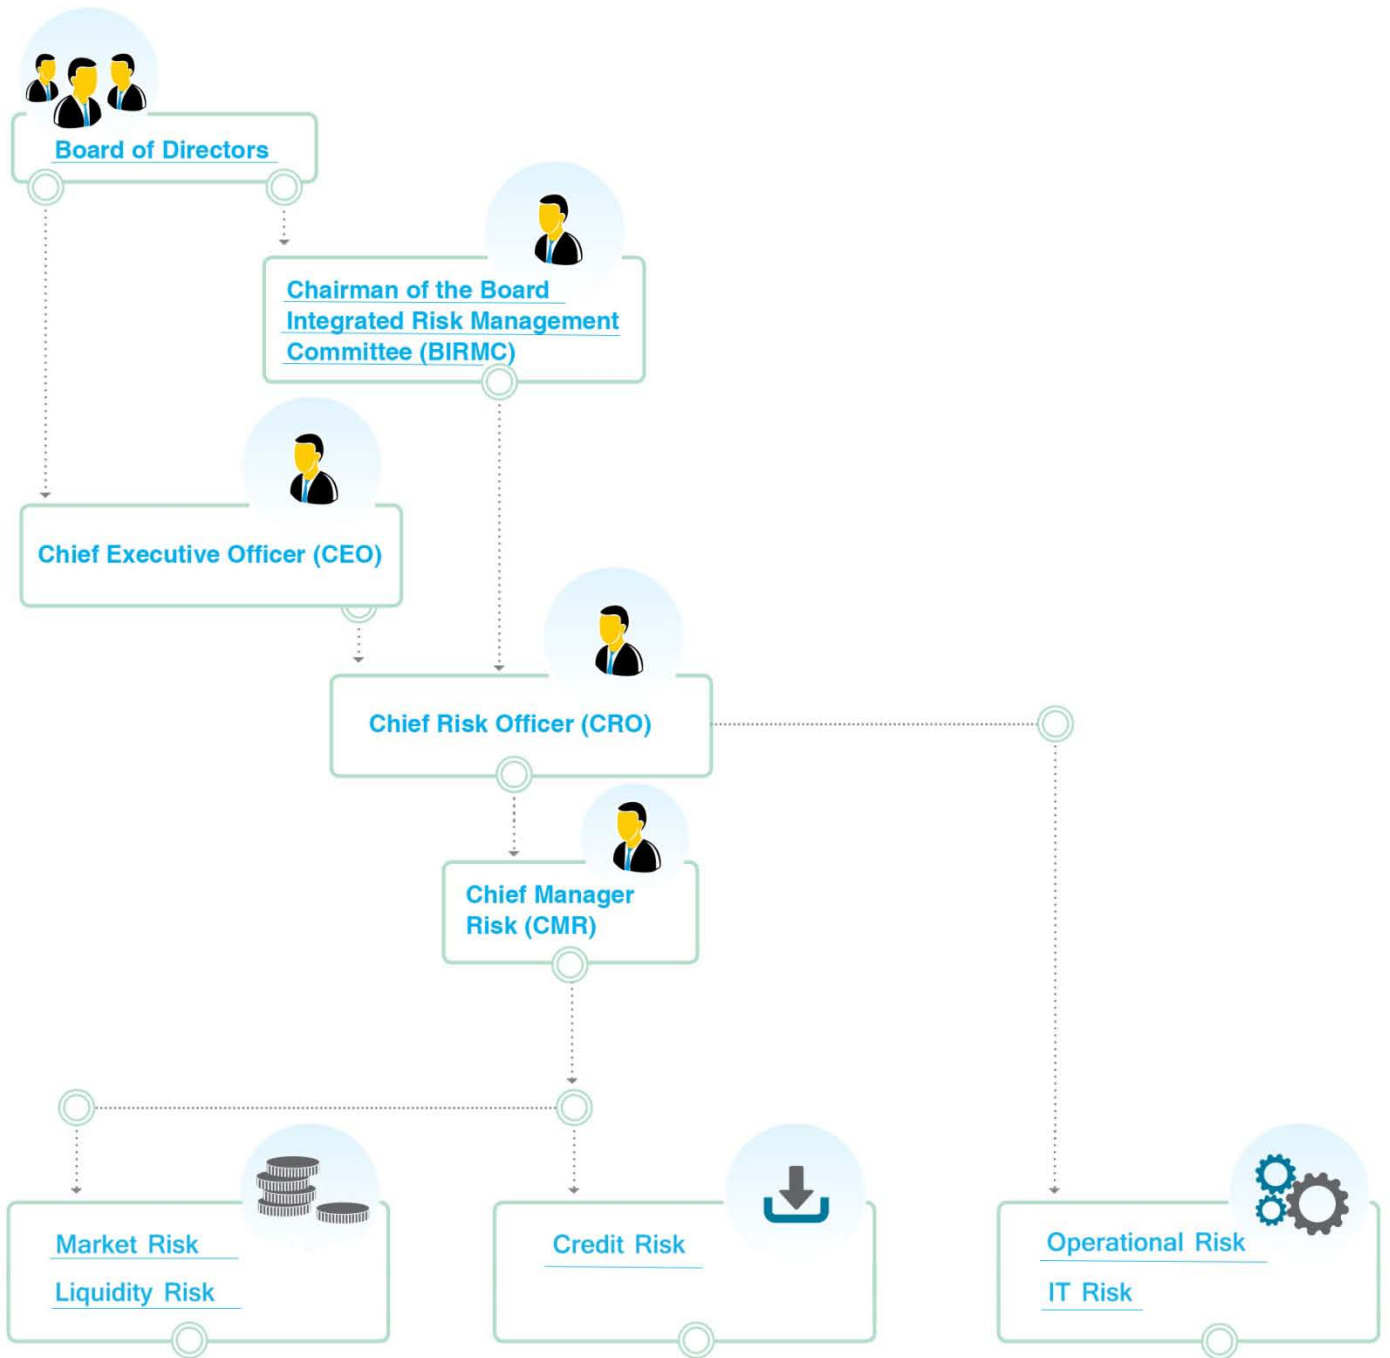 Board of Directors
Chairman of the Board
Integrated Risk Management
Committee (BIRMC)
Chief Executive Officer (CEO)
Chief Risk Officer (CRO)
Chief Manager
Risk (CMR)
Market Risk
Liquidity Risk
Credit Risk
Operational Risk
IT Risk